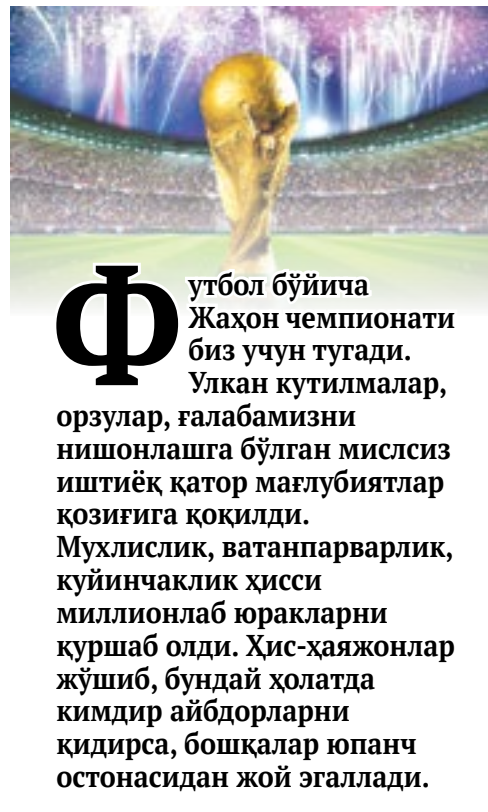 Футбол бўйича
Жаҳон чемпионати
биз учун тугади.
Улкан кутилмалар,
орзулар, ғалабамизни
нишонлашга бўлган мислсиз
иштиёқ қатор мағлубиятлар
қозиғига қоқилди.
Мухлислик, ватанпарварлик,
куйинчаклик ҳисси
миллионлаб юракларни
қуршаб олди. Ҳис-ҳаяжонлар
жўшиб, бундай ҳолатда
кимдир айбдорларни
қидирса, бошқалар юпанч
остонасидан жой эгаллади.